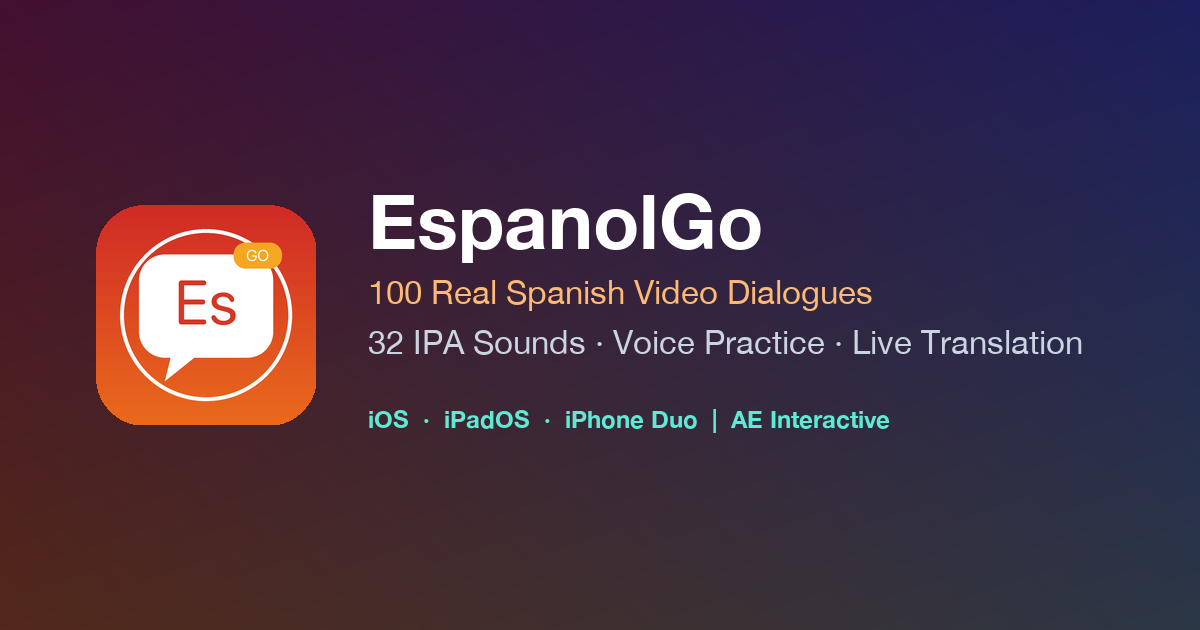 EspanolGo
GO
Es
100 Real Spanish Video Dialogues
32 IPA Sounds · Voice Practice · Live Translation
iOS · iPadOS · iPhone Duo | AE Interactive